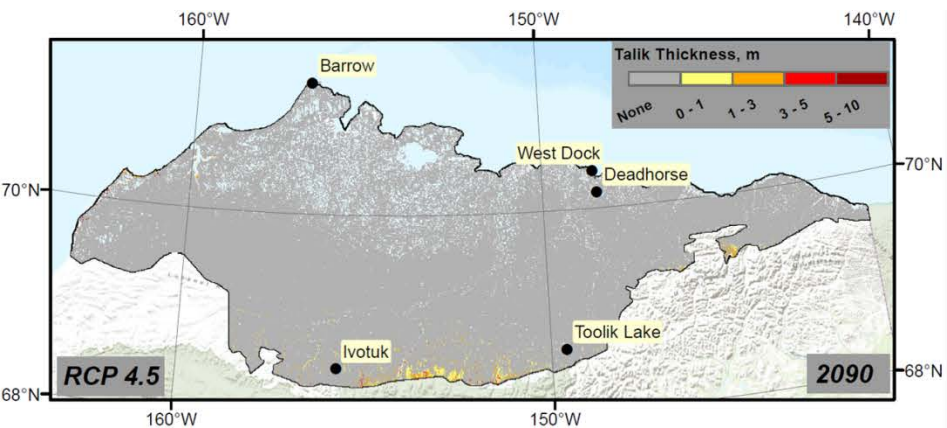 160°W 150°W 140°W
Talik Thickness, m
None 0 - 1 1 - 3 3 - 5 5 - 10
Barrow
West Dock
Deadhorse
70°N 70°N
Toolik Lake
Ivotuk
RCP 4.5 2090
68°N 68°N
160°W 150°W